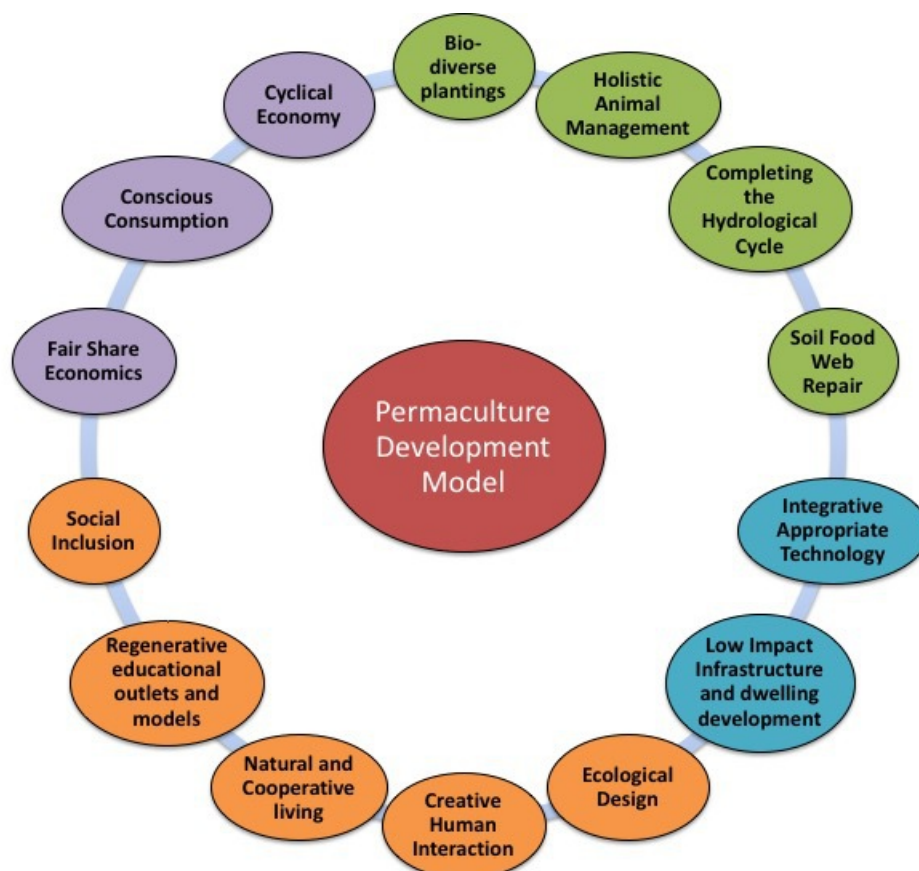 Bio-
diverse
plantings
Holistic
Animal
Management
Completing
the
Hydrological
Cycle
Soil Food
Web
Repair
Integrative
Appropriate
Technology
Low Impact
Infrastructure
and dwelling
development
Ecological
Design
Creative
Human
Interaction
Natural and
Cooperative
living
Regenerative
educational
outlets and
models
Social
Inclusion
Fair Share
Economics
Conscious
Consumption
Cyclical
Economy
Permaculture
Development
Model